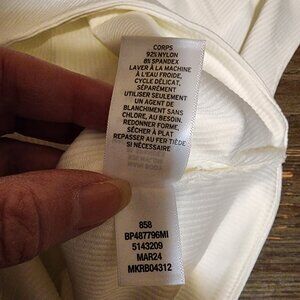 CORPS
92% NYLON
8% SPANDEX
LAVER À LA MACHINE
À L'EAU FROIDE,
CYCLE DÉLICAT,
SÉPARÉMENT
UTILISER SEULEMENT
UN AGENT DE
BLANCHIMENT SANS
CHLORE, AU BESOIN.
REDONNER FORME,
SÉCHER À PLAT
REPASSER AU FER TIÈDE
SI NÉCESSAIRE
858
BP487796MI
5143209
MAR24
MKRB04312